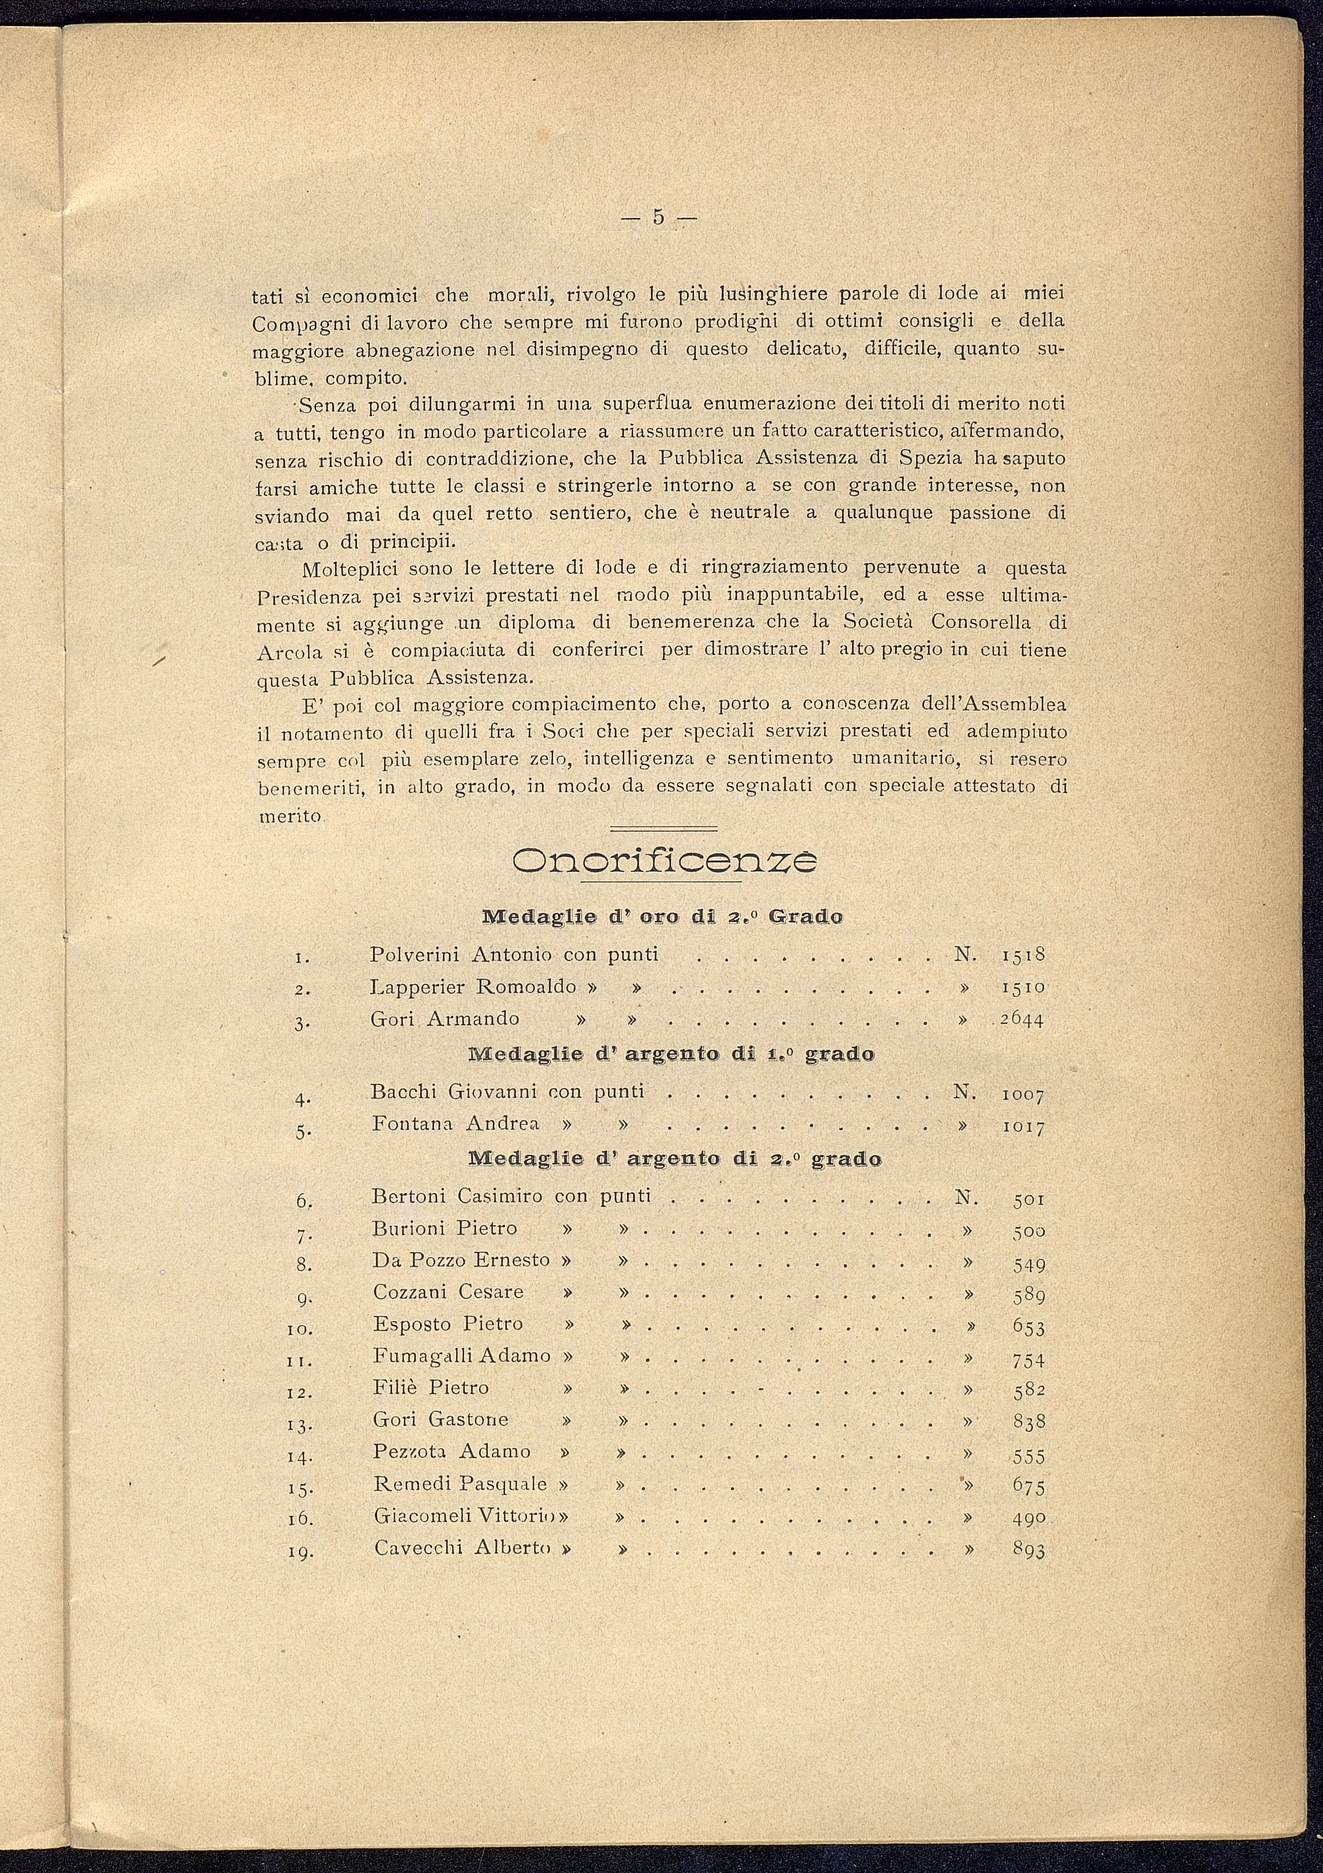 — 5 —
tati sì economici che morali, rivolgo le più lusinghiere parole di lode ai miei
Compagni di lavoro che sempre mi furono prodighi di ottimi consigli e della
maggiore abnegazione nel disimpegno di questo delicato, difficile, quanto su-
blime, compito.
Senza poi dilungarmi in una superflua enumerazione dei titoli di merito noti
a tutti, tengo in modo particolare a riassumere un fatto caratteristico, affermando,
senza rischio di contraddizione, che la Pubblica Assistenza di Spezia ha saputo
farsi amiche tutte le classi e stringerle intorno a se con grande interesse, non
sviando mai da quel retto sentiero, che è neutrale a qualunque passione di
casta o di principii.
Molteplici sono le lettere di lode e di ringraziamento pervenute a questa
Presidenza pei servizi prestati nel modo più inappuntabile, ed a esse ultima-
mente si aggiunge un diploma di benemerenza che la Società Consorella di
Arcola si è compiaciuta di conferirci per dimostrare l' alto pregio in cui tiene
questa Pubblica Assistenza.
E' poi col maggiore compiacimento che, porto a conoscenza dell'Assemblea
il notamento di quelli fra i Soci che per speciali servizi prestati ed adempiuto
sempre col più esemplare zelo, intelligenza e sentimento umanitario, si resero
benemeriti, in alto grado, in modo da essere segnalati con speciale attestato di
merito
Onorificenze
Medaglie d' oro di 2.º Grado
1. Polverini Antonio con punti . . . . . . . . . N. 1518
2. Lapperier Romoaldo » » . . . . . . . . . . » 1510
3. Gori Armando » » . . . . . . . . . . » 2644
Medaglie d' argento di 1.º grado
4. Bacchi Giovanni con punti . . . . . . . . . . N. 1007
5. Fontana Andrea » » . . . . . . . . . . » 1017
Medaglie d' argento di 2.º grado
6. Bertoni Casimiro con punti . . . . . . . . . . N. 501
7. Burioni Pietro » » . . . . . . . . . . . » 500
8. Da Pozzo Ernesto » » . . . . . . . . . . . » 549
9. Cozzani Cesare » » . . . . . . . . . . . » 589
10. Esposto Pietro » » . . . . . . . . . . . » 653
11. Fumagalli Adamo » » . . . . . . . . . . . » 754
12. Filiè Pietro » » . . . . . . . . . . . » 582
13. Gori Gastone » » . . . . . . . . . . . » 838
14. Pezzota Adamo » » . . . . . . . . . . . » 555
15. Remedi Pasquale » » . . . . . . . . . . . » 675
16. Giacomeli Vittorio » » . . . . . . . . . . . » 490
19. Cavecchi Alberto » » . . . . . . . . . . . » 893